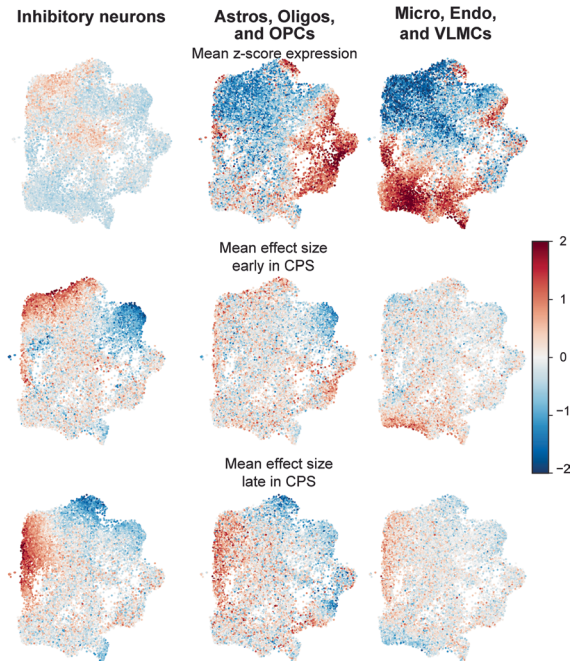 Inhibitory neurons
Astros, Oligos,
and OPCs
Micro, Endo,
and VLMCs
Mean z-score expression
Mean effect size
early in CPS
2
1
0
−1
−2
Mean effect size
late in CPS